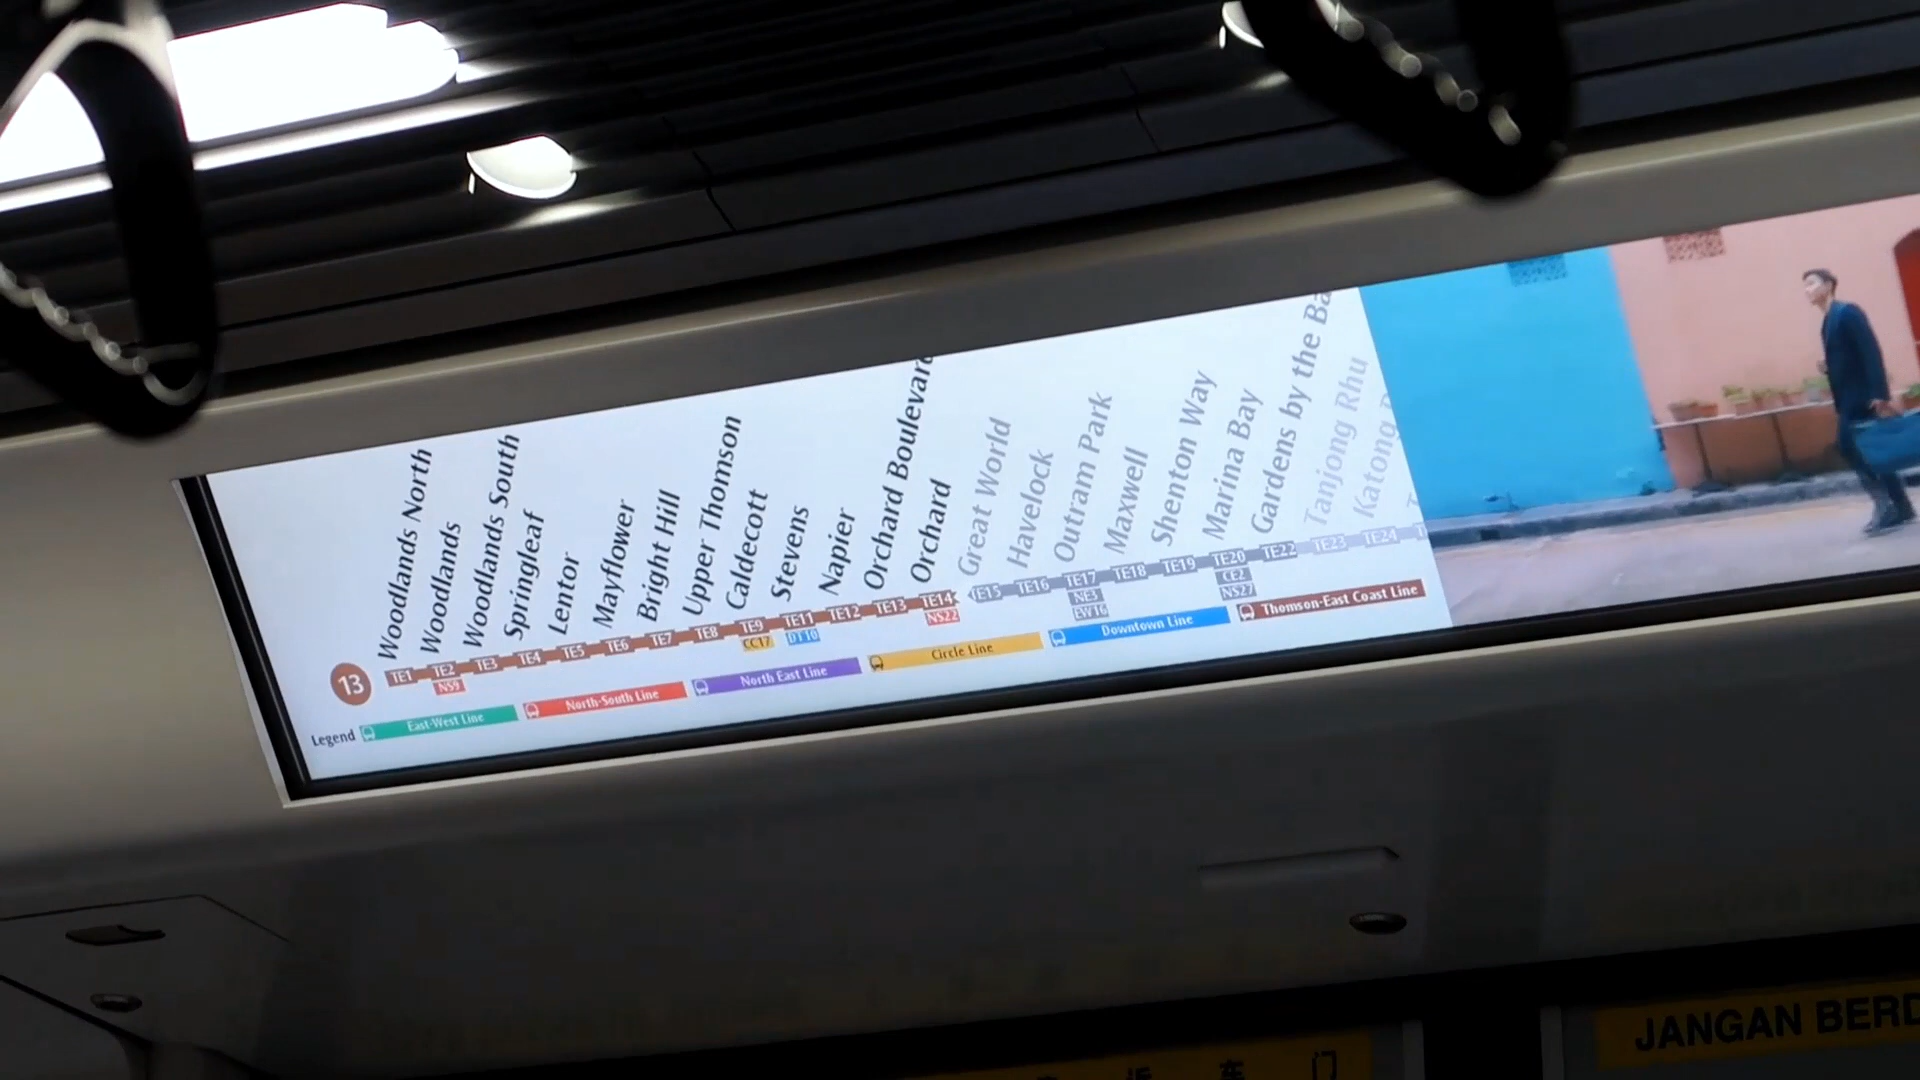 Woodlands North
Woodlands
Woodlands South
Springleaf
Lentor
Mayflower
Bright Hill
Upper Thomson
Caldecott
Stevens
Napier
Orchard Boulevard
Orchard
Great World
Havelock
Outram Park
Maxwell
Shenton Way
Marina Bay
Gardens by the Ba
Tanjong Rhu
Katong
13 TE1 TE2 TE3 TE4 TE5 TE6 TE7 TE8 TE9 TE11 TE12 TE13 TE14 TE15 TE16 TE17 TE18 TE19 TE20 TE22 TE23 TE24
NS9 CC17 DT10 NS22 NE3 CE2
EW16 NS27
Legend East-West Line North-South Line North East Line Circle Line Downtown Line Thomson-East Coast Line
车 门
JANGAN BERD